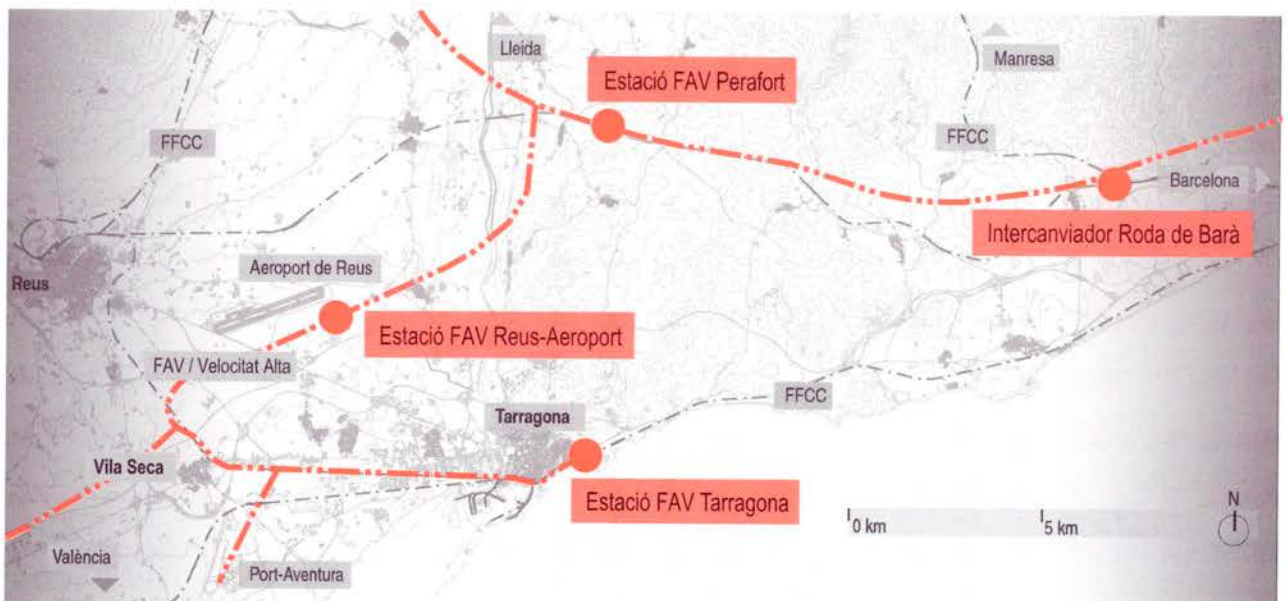 Lleida
Manresa
Estació FAV Perafort
FFCC
FFCC
Barcelona
Intercanviador Roda de Barà
Aeroport de Reus
Reus
Estació FAV Reus-Aeroport
FAV / Velocitat Alta
FFCC
Tarragona
Vila Seca
Estació FAV Tarragona
N
0 km
5 km
València
Port-Aventura